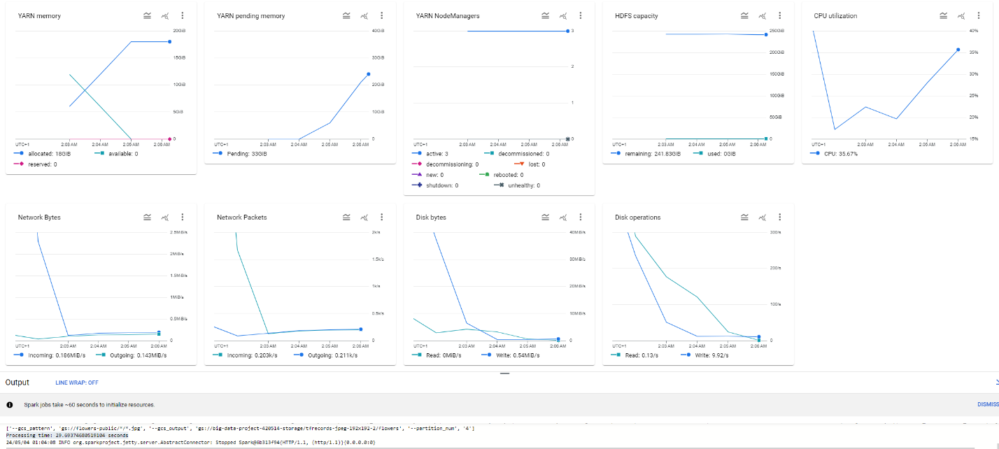 YARN memory
20GiB
15GiB
10GiB
5GiB
0
UTC+1 2:03 AM 2:04 AM 2:05 AM 2:06 AM
allocated: 18GiB available: 0
reserved: 0
YARN pending memory
40GiB
30GiB
20GiB
10GiB
0
UTC+1 2:03 AM 2:04 AM 2:05 AM 2:06 AM
Pending: 33GiB
YARN NodeManagers
3
2
1
0
UTC+1 2:03 AM 2:04 AM 2:05 AM 2:06 AM
active: 3 decommissioned: 0
decommissioning: 0 lost: 0
new: 0 rebooted: 0
shutdown: 0 unhealthy: 0
HDFS capacity
250GiB
200GiB
150GiB
100GiB
50GiB
0
UTC+1 2:03 AM 2:04 AM 2:05 AM 2:06 AM
remaining: 241.83GiB used: 0GiB
CPU utilization
40%
35%
30%
25%
20%
15%
UTC+1 2:03 AM 2:04 AM 2:05 AM 2:06 AM
CPU: 35.67%
Network Bytes
2.5MiB/s
2MiB/s
1.5MiB/s
1MiB/s
0.5MiB/s
0
UTC+1 2:03 AM 2:04 AM 2:05 AM 2:06 AM
Incoming: 0.186MiB/s Outgoing: 0.143MiB/s
Network Packets
2k/s
1.5k/s
1k/s
0.5k/s
0
UTC+1 2:03 AM 2:04 AM 2:05 AM 2:06 AM
Incoming: 0.203k/s Outgoing: 0.211k/s
Disk bytes
40MiB/s
30MiB/s
20MiB/s
10MiB/s
0
UTC+1 2:03 AM 2:04 AM 2:05 AM 2:06 AM
Read: 0MiB/s Write: 0.54MiB/s
Disk operations
300/s
200/s
100/s
0
UTC+1 2:03 AM 2:04 AM 2:05 AM 2:06 AM
Read: 0.13/s Write: 9.92/s
Output LINE WRAP: OFF
Spark jobs take ~60 seconds to initialize resources. DISMISS
['--gcs_pattern', 'gs://flowers-public/*/*.jpg', '--gcs_output', 'gs://big-data-project-420514-storage/tfrecords-jpeg-192x192-2/flowers', '--partition_num', '4']
Processing time: 29.69374680519104 seconds
24/05/04 01:04:08 INFO org.sparkproject.jetty.server.AbstractConnector: Stopped Spark@6b313f94{HTTP/1.1, (http/1.1)}{0.0.0.0:0}